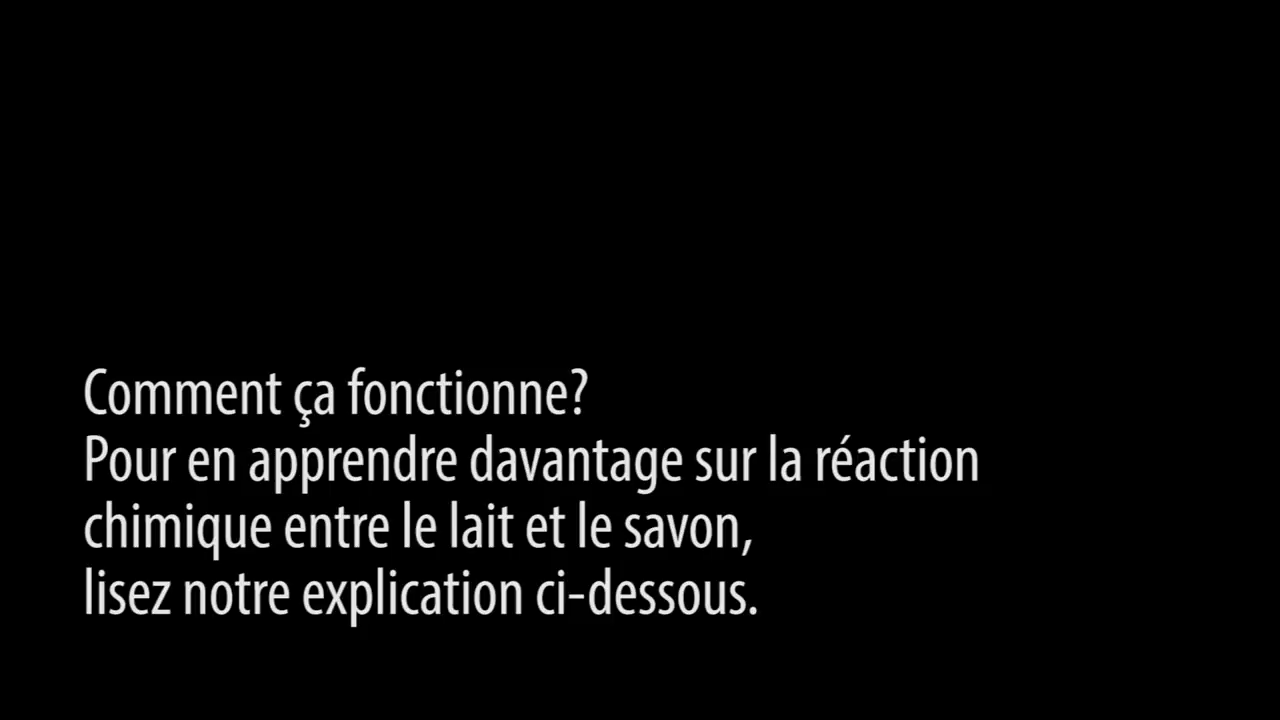 Comment ça fonctionne?
Pour en apprendre davantage sur la réaction
chimique entre le lait et le savon,
lisez notre explication ci-dessous.